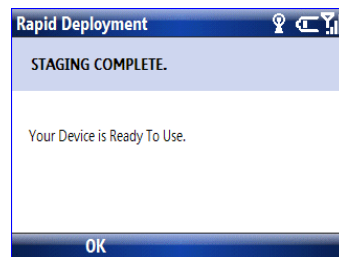 Rapid Deployment
STAGING COMPLETE.
Your Device is Ready To Use.
OK